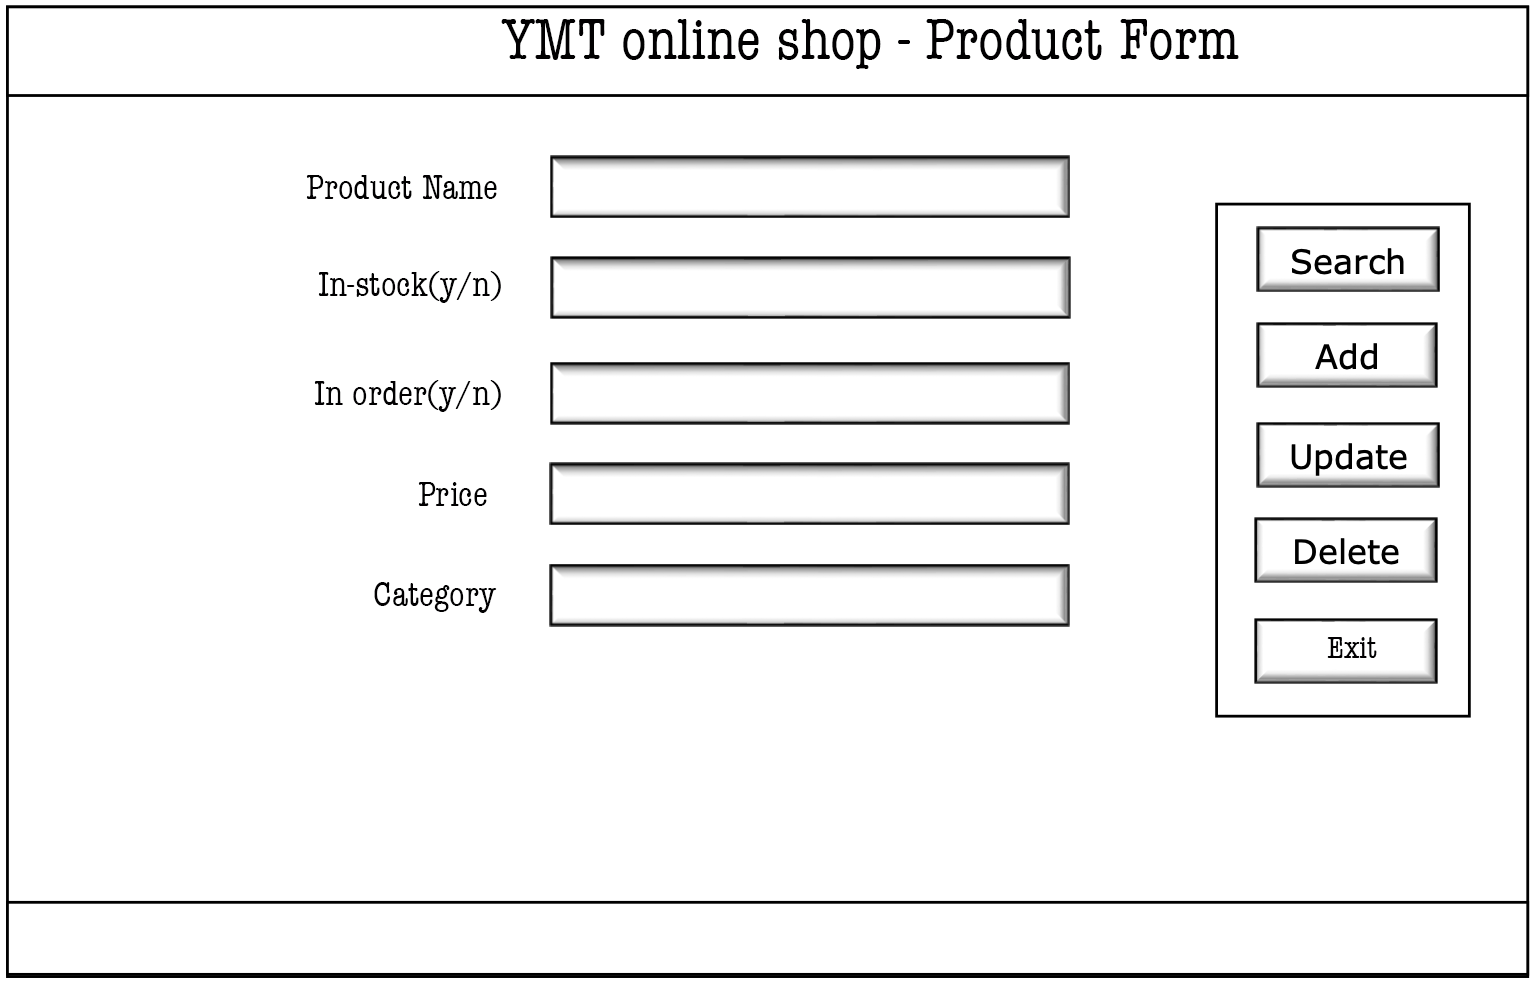 YMT online shop - Product Form
Product Name
In-stock(y/n)
In order(y/n)
Price
Category
Search
Add
Update
Delete
Exit